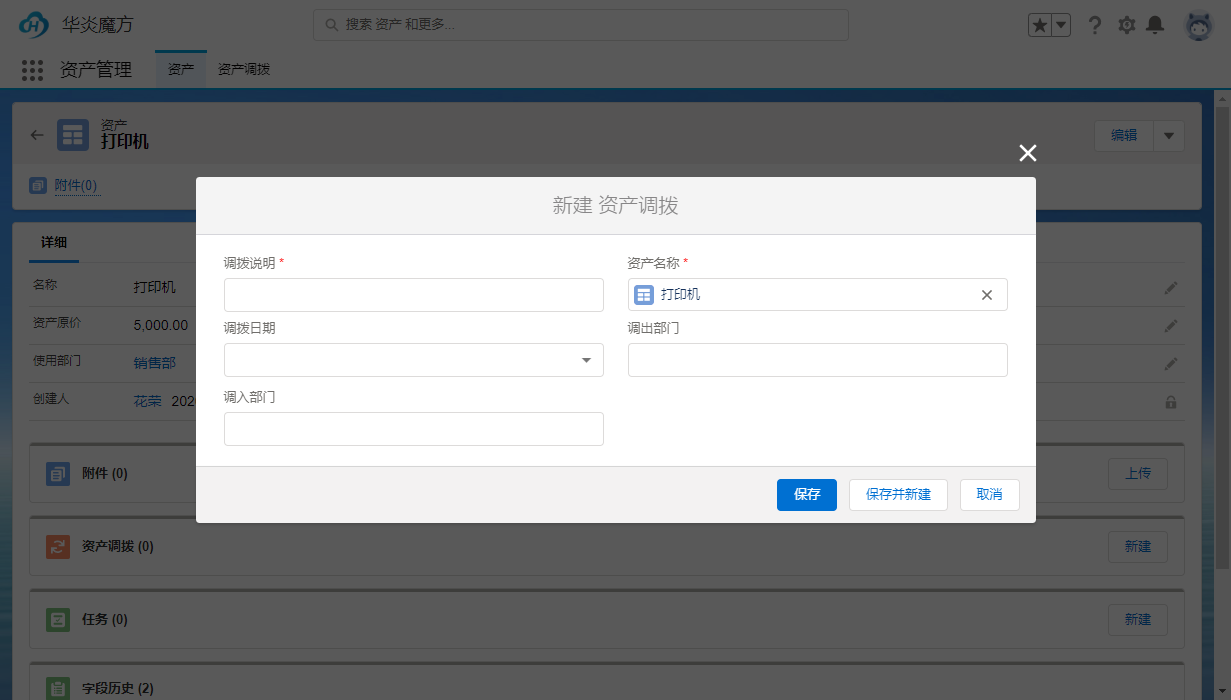 华炎魔方
搜索 资产 和更多...
资产管理
资产
资产调拨
资产
打印机
编辑
附件(0)
新建 资产调拨
调拨说明 *
资产名称 *
打印机
调拨日期
调出部门
调入部门
保存
保存并新建
取消
详细
名称 打印机
资产原价 5,000.00
使用部门 销售部
创建人 花荣 202
附件 (0)
上传
资产调拨 (0)
新建
任务 (0)
新建
字段历史 (2)